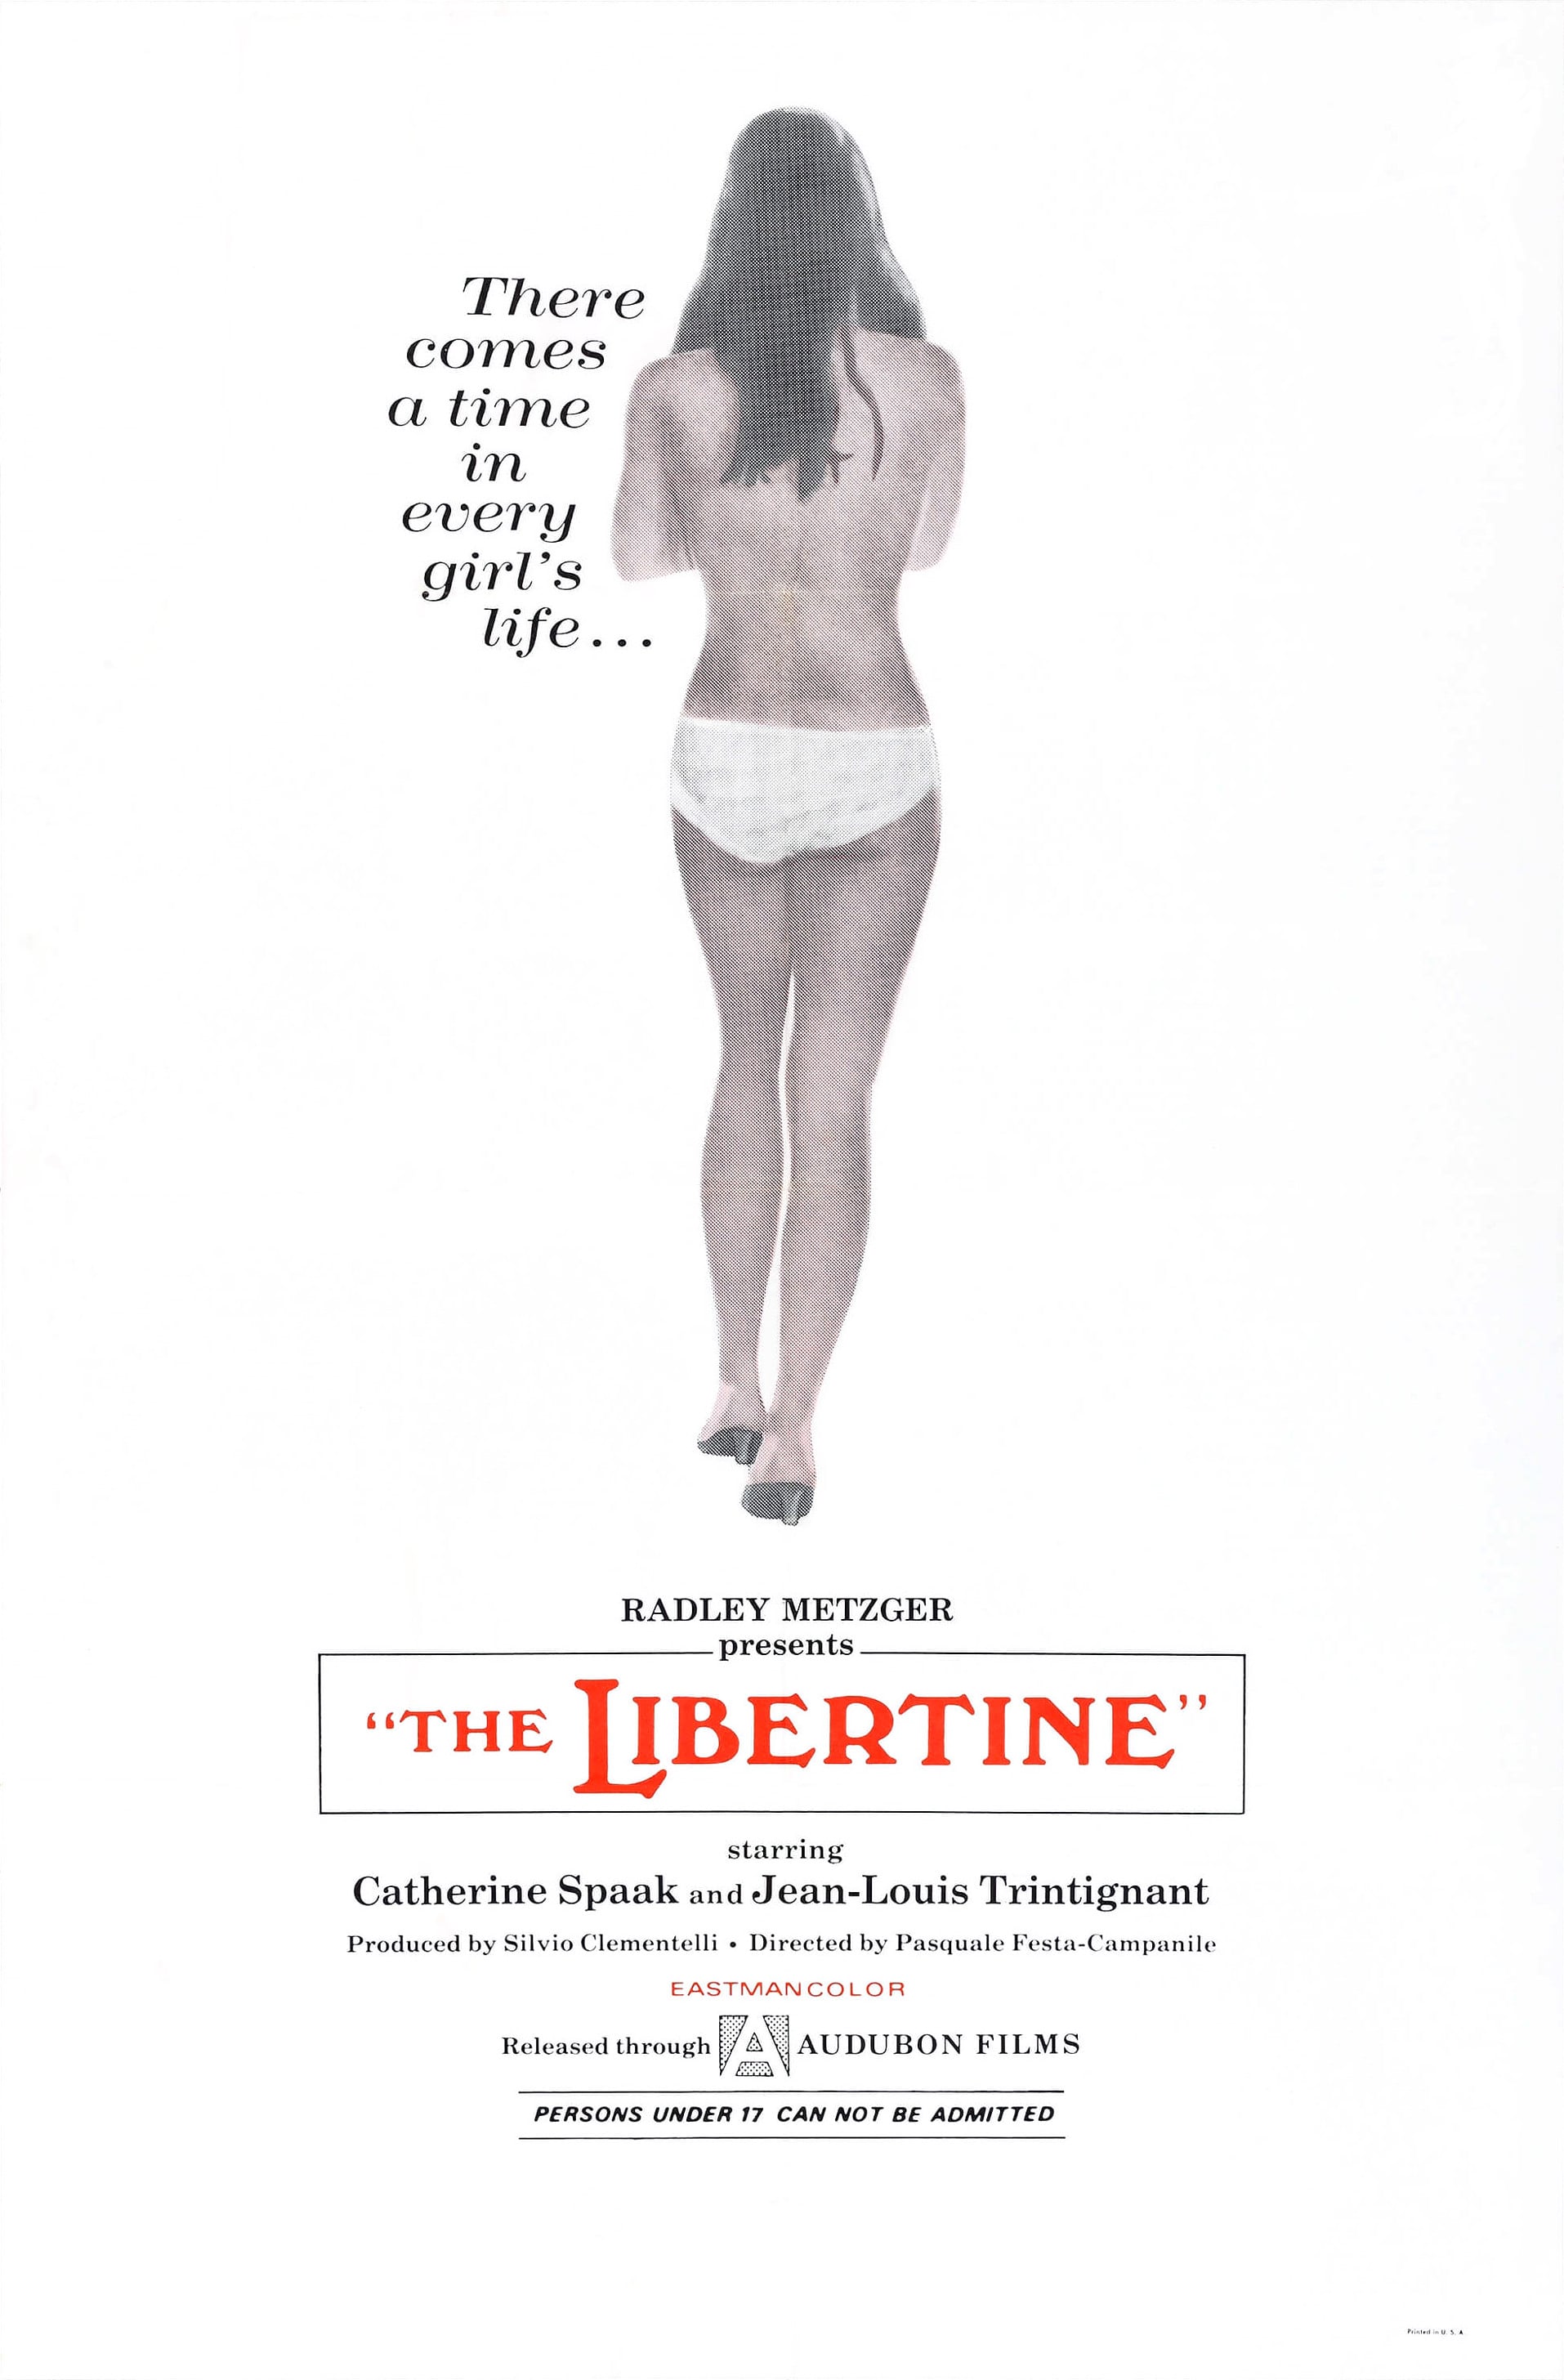 There
comes
a time
in
every
girl's
life...
RADLEY METZGER
presents
“THE LIBERTINE”
starring
Catherine Spaak and Jean-Louis Trintignant
Produced by Silvio Clementelli • Directed by Pasquale Festa-Campanile
EASTMANCOLOR
Released through A AUDUBON FILMS
PERSONS UNDER 17 CAN NOT BE ADMITTED
Printed in U. S. A.